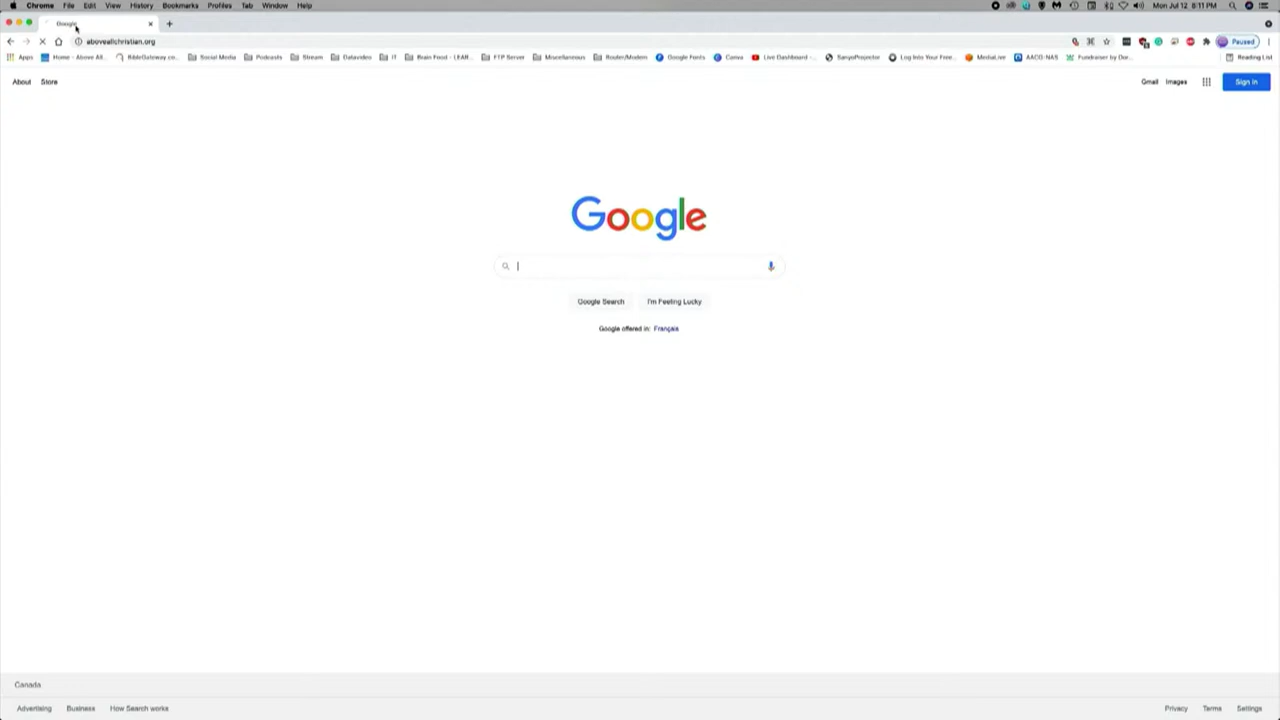 Chrome File Edit View History Bookmarks Profiles Tab Window Help Mon Jul 12 8:11 PM
Google
aboveallchristian.org Paused
Apps Home - Above All... BibleGateway.co... Social Media Podcasts Stream Datavideo IT Brain Food - LEAR... FTP Server Miscellaneous Router/Modem Google Fonts Canva Live Dashboard -... SanyoProjector Log Into Your Free... MediaLive AACO-NAS Fundraiser by Dw... Reading List
About Store Gmail Images Sign in
Google
Google Search I'm Feeling Lucky
Google offered in: Français
Canada
Advertising Business How Search works Privacy Terms Settings